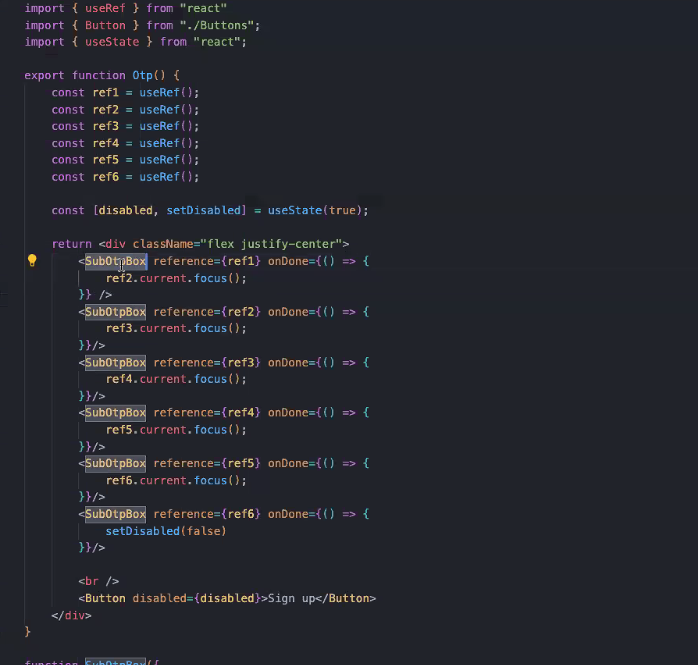 import { useRef } from "react"
import { Button } from "./Buttons";
import { useState } from "react";
export function Otp() {
const ref1 = useRef();
const ref2 = useRef();
const ref3 = useRef();
const ref4 = useRef();
const ref5 = useRef();
const ref6 = useRef();
const [disabled, setDisabled] = useState(true);
return <div className="flex justify-center">
<SubOtpBox reference={ref1} onDone={() => {
ref2.current.focus();
}} />
<SubOtpBox reference={ref2} onDone={() => {
ref3.current.focus();
}}/>
<SubOtpBox reference={ref3} onDone={() => {
ref4.current.focus();
}}/>
<SubOtpBox reference={ref4} onDone={() => {
ref5.current.focus();
}}/>
<SubOtpBox reference={ref5} onDone={() => {
ref6.current.focus();
}}/>
<SubOtpBox reference={ref6} onDone={() => {
setDisabled(false)
}}/>
<br />
<Button disabled={disabled}>Sign up</Button>
</div>
}
function SubOtpBox({